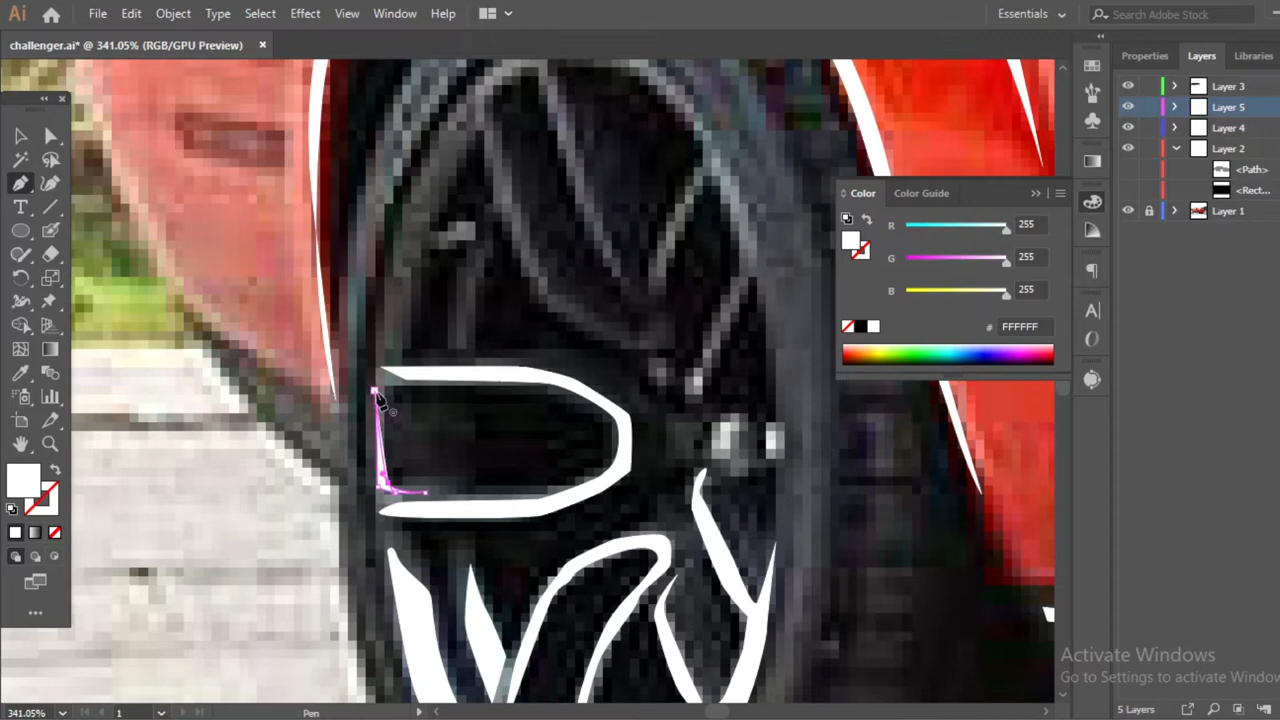 Ai File Edit Object Type Select Effect View Window Help Essentials Search Adobe Stock
challenger.ai* @ 341.05% (RGB/GPU Preview) ×
Properties Layers Libraries
Layer 3
Layer 5
Layer 4
Layer 2
<Path>
<Rect...
Layer 1
Color Color Guide
R 255
G 255
B 255
# FFFFFF
Activate Windows
Go to Settings to activate Window
341.05% 1 Pen 5 Layers